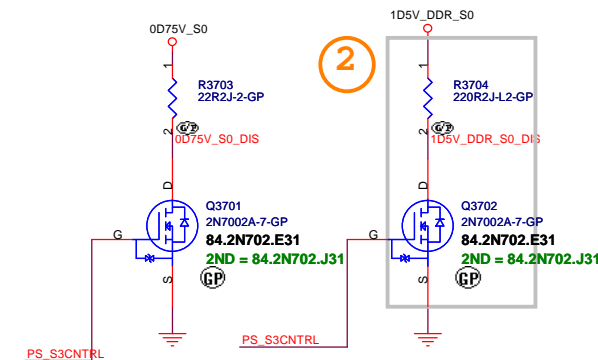 0D75V_S0
1
R3703
22R2J-2-GP
2
0D75V_S0_DIS
D
Q3701
2N7002A-7-GP
G
84.2N702.E31
2ND = 84.2N702.J31
S
GP
PS_S3CNTRL
2
1D5V_DDR_S0
1
R3704
220R2J-L2-GP
2
1D5V_DDR_S0_DIS
D
Q3702
2N7002A-7-GP
G
84.2N702.E31
2ND = 84.2N702.J31
S
GP
PS_S3CNTRL